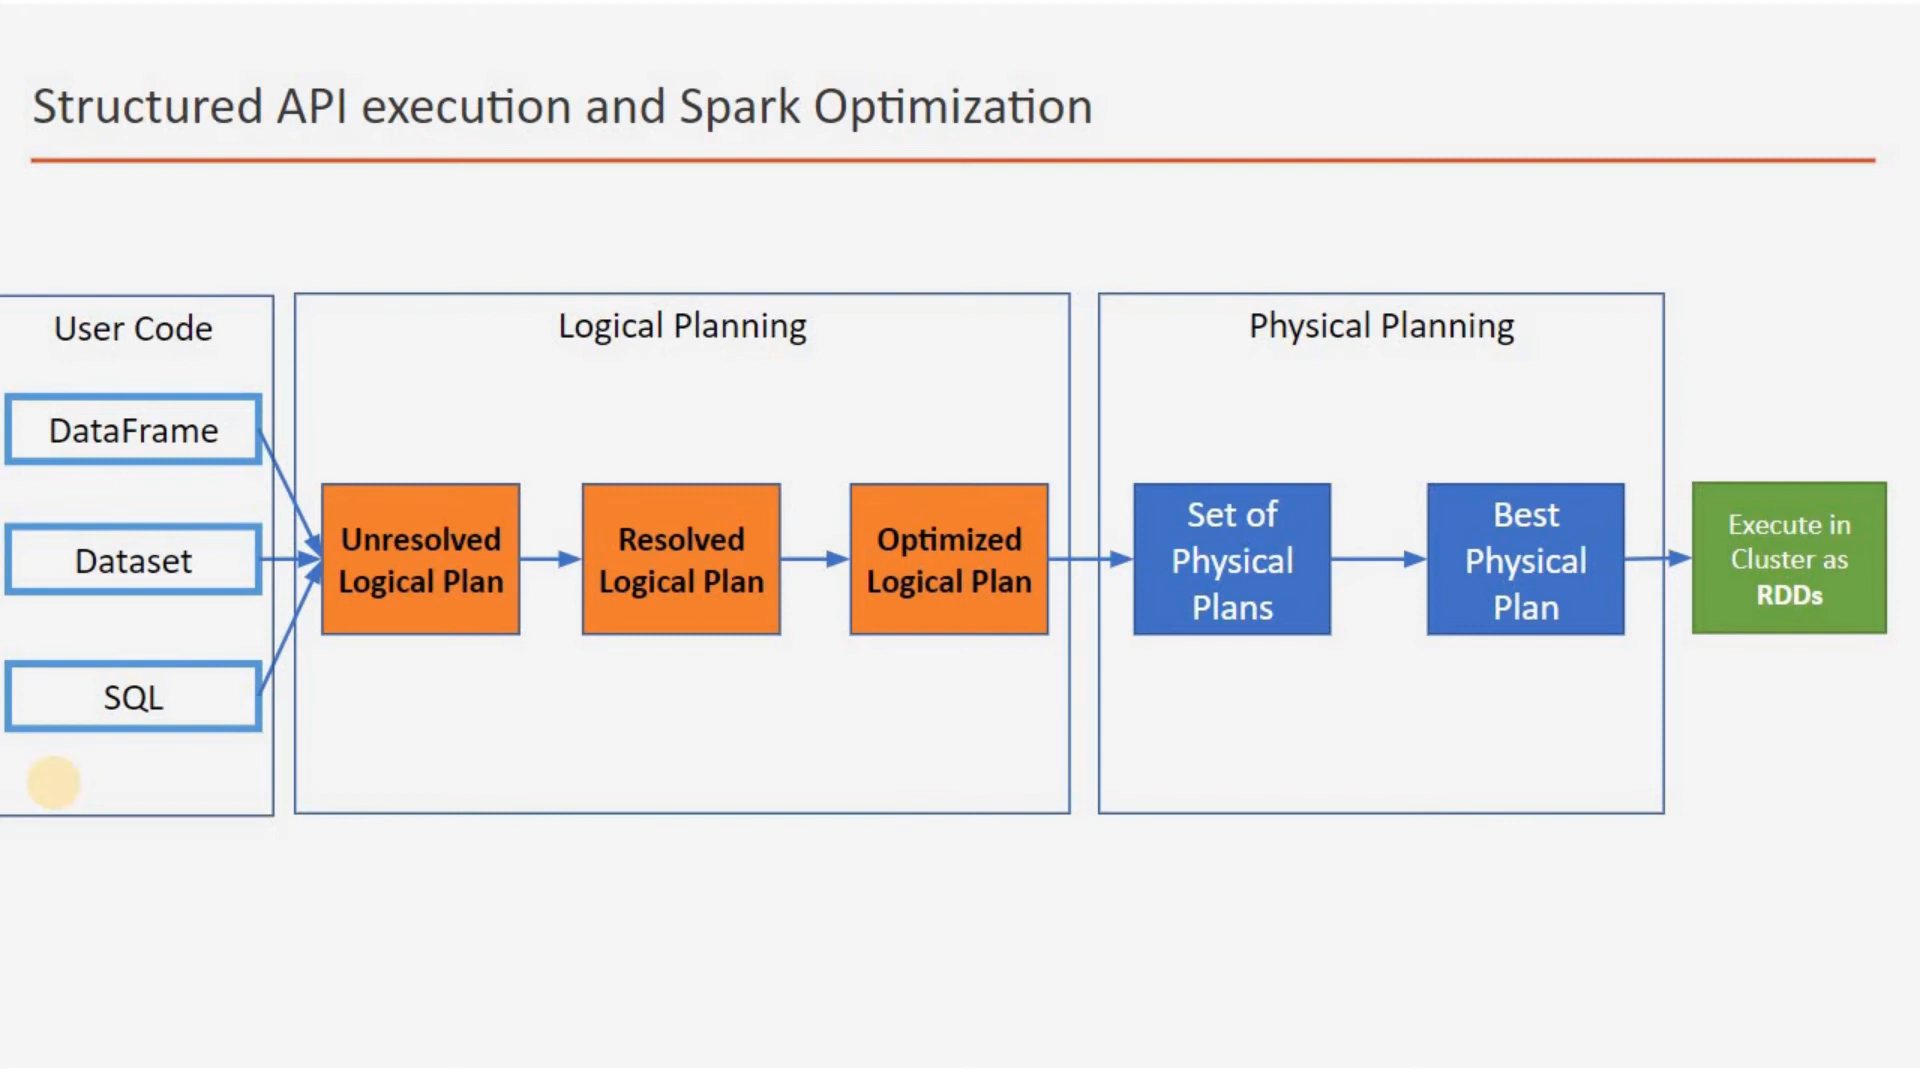 Structured API execution and Spark Optimization
User Code
DataFrame
Dataset
SQL
Logical Planning
Unresolved
Logical Plan
Resolved
Logical Plan
Optimized
Logical Plan
Physical Planning
Set of
Physical
Plans
Best
Physical
Plan
Execute in
Cluster as
RDDs